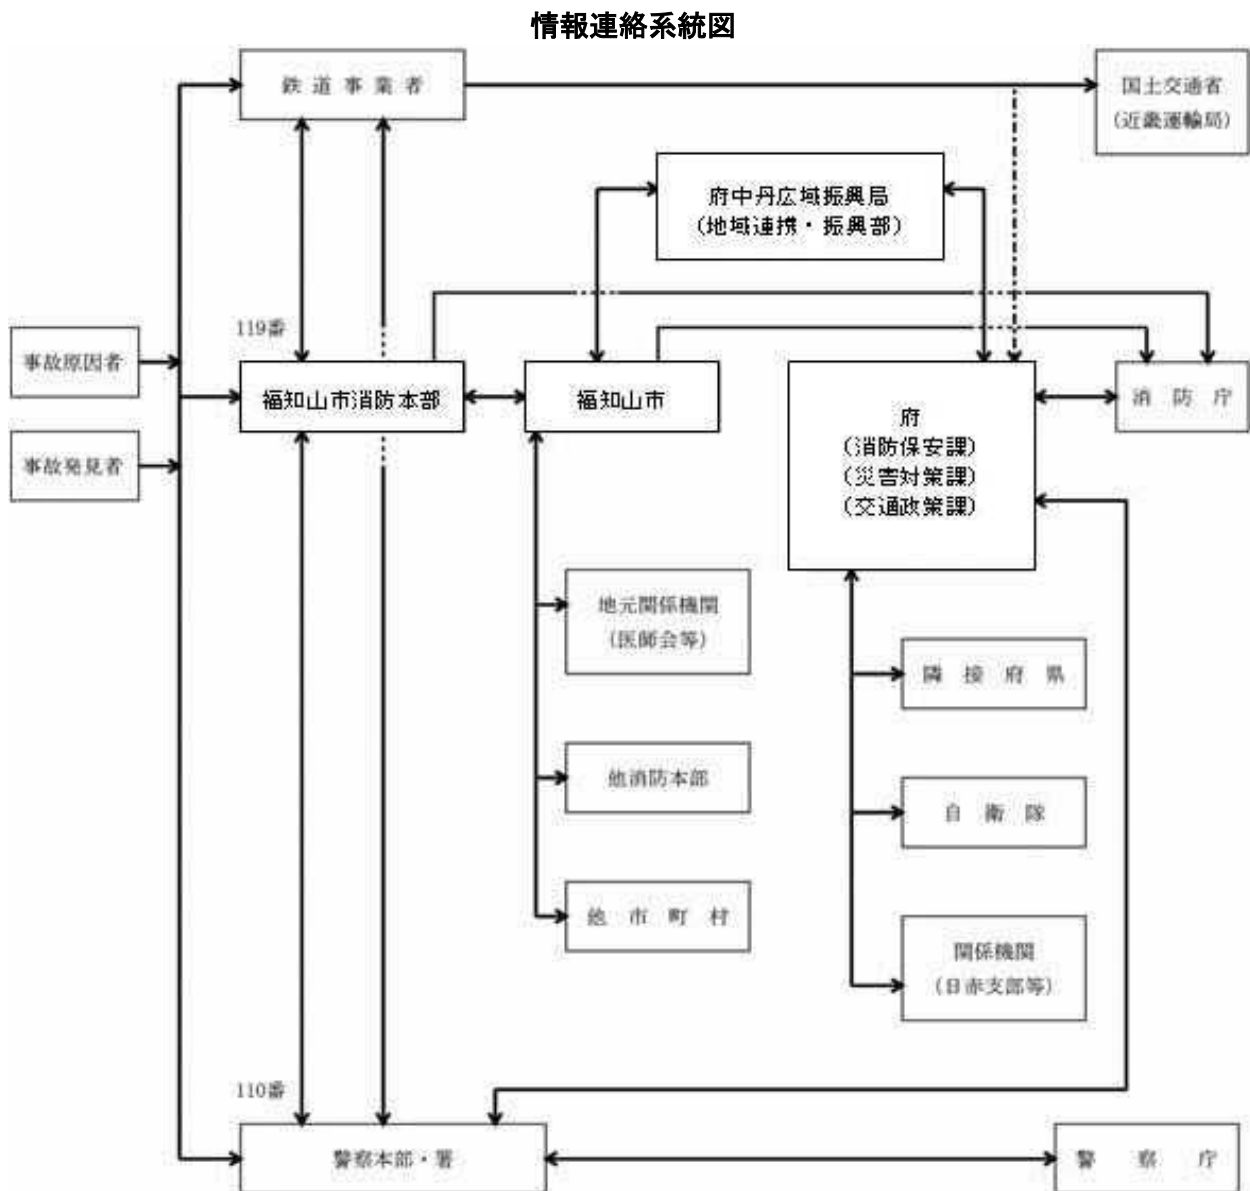 情報連絡系統図
鉄道事業者
国土交通省
(近畿運輸局)
府中丹広域振興局
(地域連携・振興部)
119番
事故原因者
福知山市消防本部
福知山市
消防庁
府
(消防保安課)
(災害対策課)
(交通政策課)
事故発見者
地元関係機関
(医師会等)
隣接府県
他消防本部
自衛隊
他市町村
関係機関
(日赤支部等)
110番
警察本部・署
警察庁